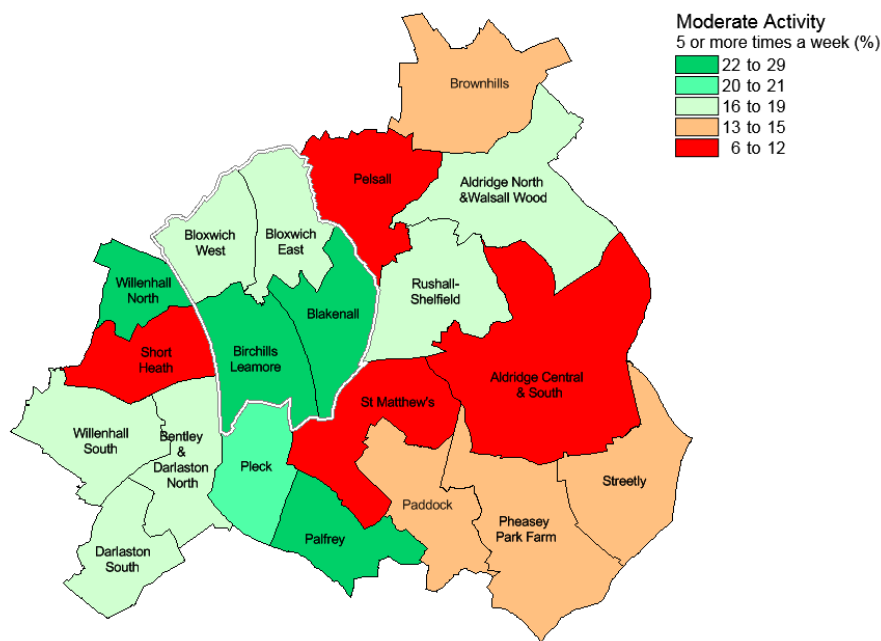 Moderate Activity
5 or more times a week (%)
22 to 29
20 to 21
16 to 19
13 to 15
6 to 12
Brownhills
Pelsall
Aldridge North
&Walsall Wood
Bloxwich
West
Bloxwich
East
Willenhall
North
Blakenall
Rushall-
Shelfield
Short
Heath
Birchills
Leamore
Aldridge Central
& South
St Matthew's
Willenhall
South
Bentley
&
Darlaston
North
Pleck
Streetly
Paddock
Pheasey
Park Farm
Palfrey
Darlaston
South